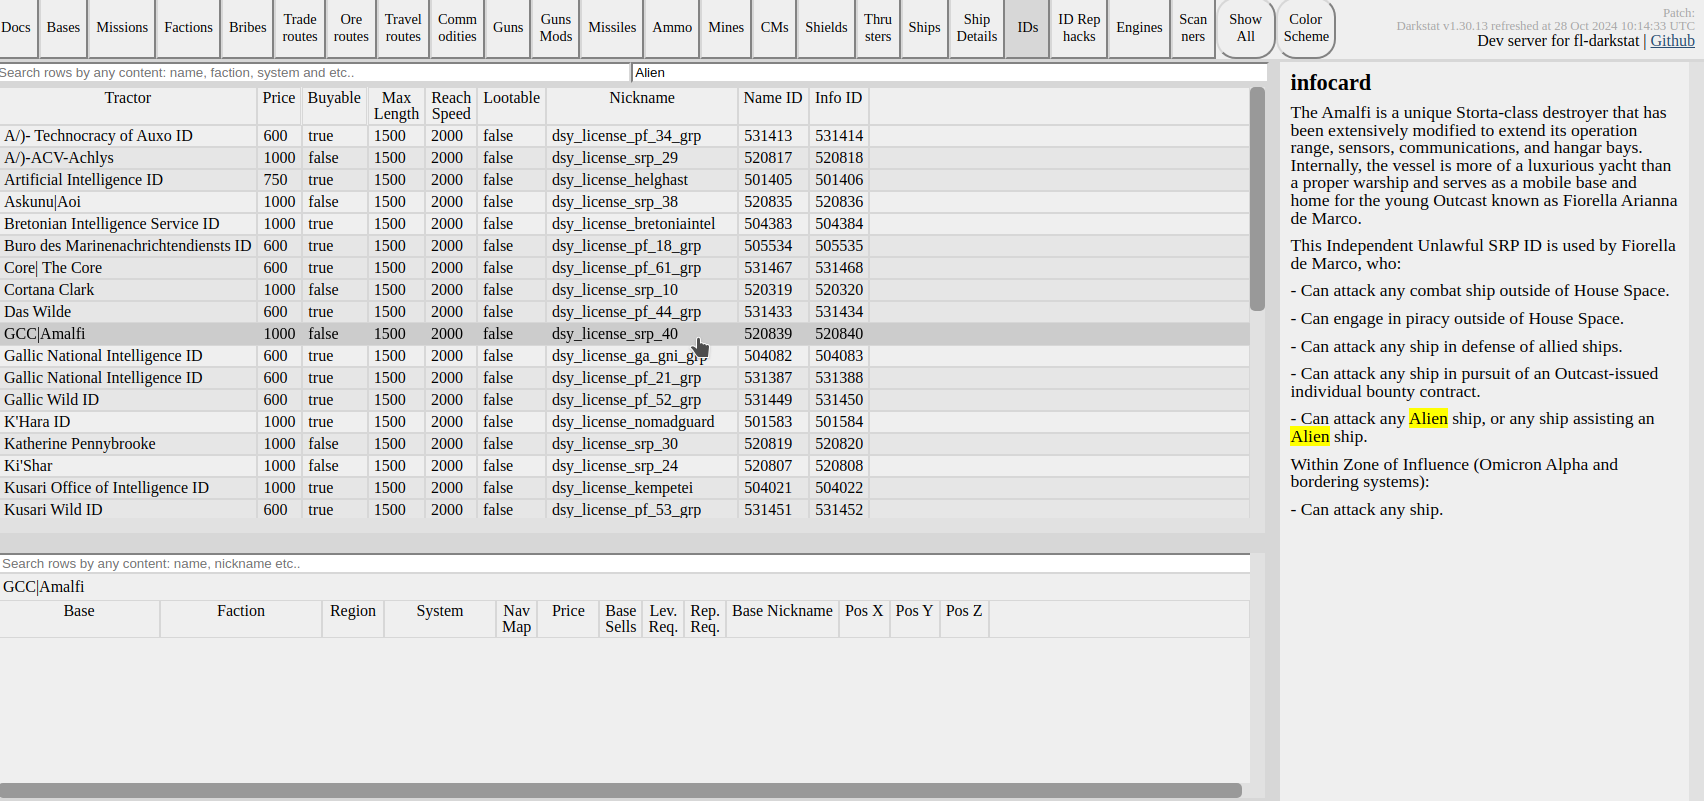 Docs Bases Missions Factions Bribes Trade routes Ore routes Travel routes Comm odities Guns Guns Mods Missiles Ammo Mines CMs Shields Thru sters Ships Ship Details IDs ID Rep hacks Engines Scan ners Show All Color Scheme
Patch:
Darkstat v1.30.13 refreshed at 28 Oct 2024 10:14:33 UTC
Dev server for fl-darkstat | Github
Search rows by any content: name, faction, system and etc.. Alien
Tractor Price Buyable Max Length Reach Speed Lootable Nickname Name ID Info ID
A/)- Technocracy of Auxo ID 600 true 1500 2000 false dsy_license_pf_34_grp 531413 531414
A/)-ACV-Achlys 1000 false 1500 2000 false dsy_license_srp_29 520817 520818
Artificial Intelligence ID 750 true 1500 2000 false dsy_license_helghast 501405 501406
Askunu|Aoi 1000 false 1500 2000 false dsy_license_srp_38 520835 520836
Bretonian Intelligence Service ID 1000 true 1500 2000 false dsy_license_bretoniaintel 504383 504384
Buro des Marinenachrichtendiensts ID 600 true 1500 2000 false dsy_license_pf_18_grp 505534 505535
Core| The Core 600 true 1500 2000 false dsy_license_pf_61_grp 531467 531468
Cortana Clark 1000 false 1500 2000 false dsy_license_srp_10 520319 520320
Das Wilde 600 true 1500 2000 false dsy_license_pf_44_grp 531433 531434
GCC|Amalfi 1000 false 1500 2000 false dsy_license_srp_40 520839 520840
Gallic National Intelligence ID 600 true 1500 2000 false dsy_license_ga_gni_grp 504082 504083
Gallic National Intelligence ID 600 true 1500 2000 false dsy_license_pf_21_grp 531387 531388
Gallic Wild ID 600 true 1500 2000 false dsy_license_pf_52_grp 531449 531450
K'Hara ID 1000 true 1500 2000 false dsy_license_nomadguard 501583 501584
Katherine Pennybrooke 1000 false 1500 2000 false dsy_license_srp_30 520819 520820
Ki'Shar 1000 false 1500 2000 false dsy_license_srp_24 520807 520808
Kusari Office of Intelligence ID 1000 true 1500 2000 false dsy_license_kempetei 504021 504022
Kusari Wild ID 600 true 1500 2000 false dsy_license_pf_53_grp 531451 531452
Search rows by any content: name, nickname etc..
GCC|Amalfi
Base Faction Region System Nav Map Price Base Sells Lev. Req. Rep. Req. Base Nickname Pos X Pos Y Pos Z
infocard
The Amalfi is a unique Storta-class destroyer that has
been extensively modified to extend its operation
range, sensors, communications, and hangar bays.
Internally, the vessel is more of a luxurious yacht than
a proper warship and serves as a mobile base and
home for the young Outcast known as Fiorella Arianna
de Marco.
This Independent Unlawful SRP ID is used by Fiorella
de Marco, who:
- Can attack any combat ship outside of House Space.
- Can engage in piracy outside of House Space.
- Can attack any ship in defense of allied ships.
- Can attack any ship in pursuit of an Outcast-issued
individual bounty contract.
- Can attack any Alien ship, or any ship assisting an
Alien ship.
Within Zone of Influence (Omicron Alpha and
bordering systems):
- Can attack any ship.